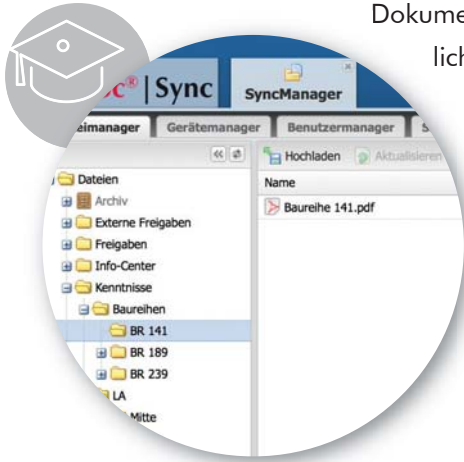 Dokume
lich
c® | Sync
SyncManager
eimanager
Gerätemanager
Benutzermanager
S
Hochladen
Aktualisieren
Dateien
Name
Archiv
Baureihe 141.pdf
Externe Freigaben
Freigaben
Info-Center
Kenntnisse
Baureihen
BR 141
BR 189
BR 239
LA
Mitte